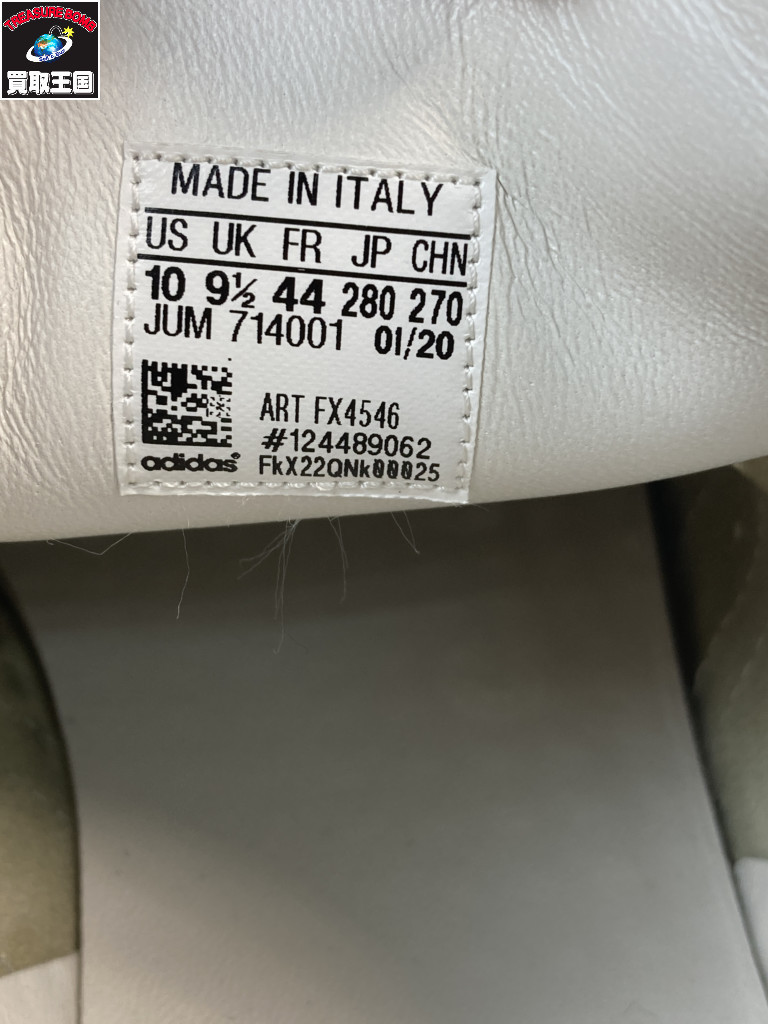 TREASURE BOMB
買取王国
MADE IN ITALY
US UK FR JP CHN
10 9½ 44 280 270
JUM 714001 01/20
ART FX4546
#124489062
adidas® FkX22QNk00025